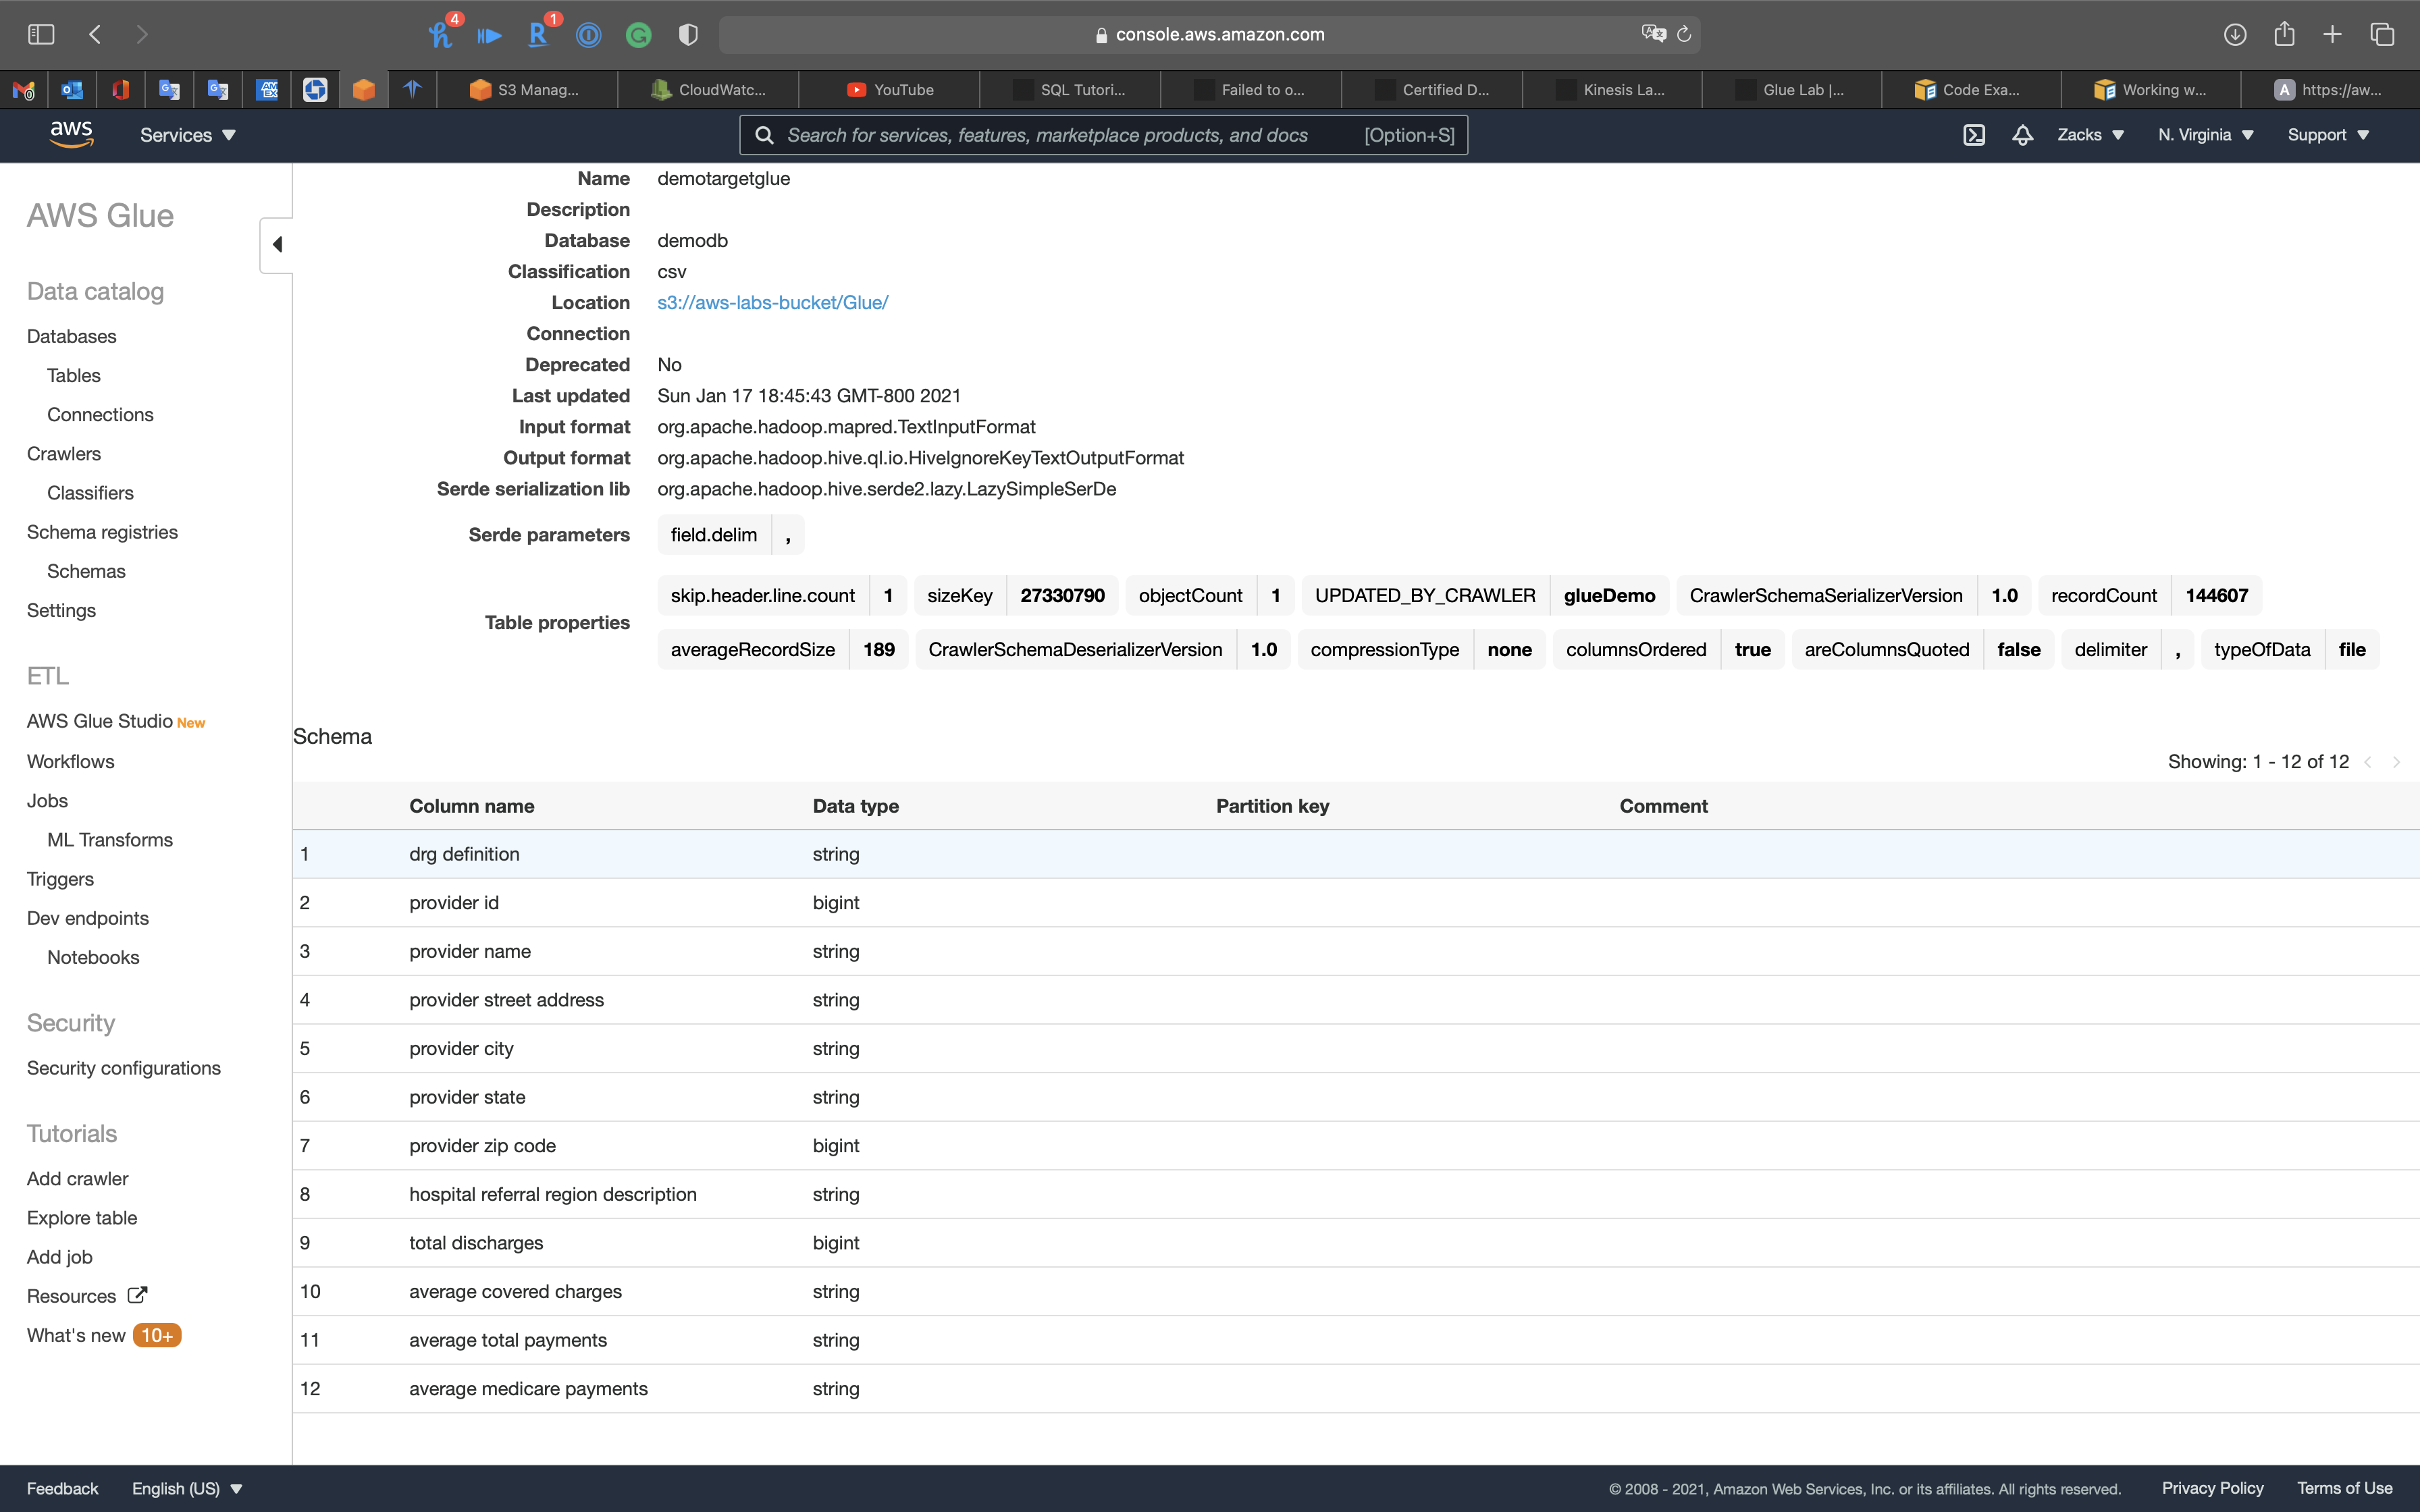 4 1 console.aws.amazon.com
S3 Manag... CloudWatc... YouTube SQL Tutori... Failed to o... Certified D... Kinesis La... Glue Lab |... Code Exa... Working w... A https://aw...
aws Services Search for services, features, marketplace products, and docs [Option+S] Zacks N. Virginia Support
AWS Glue
Data catalog
Databases
Tables
Connections
Crawlers
Classifiers
Schema registries
Schemas
Settings
ETL
AWS Glue Studio New
Workflows
Jobs
ML Transforms
Triggers
Dev endpoints
Notebooks
Security
Security configurations
Tutorials
Add crawler
Explore table
Add job
Resources
What's new 10+
Name demotargetglue
Description
Database demodb
Classification csv
Location s3://aws-labs-bucket/Glue/
Connection
Deprecated No
Last updated Sun Jan 17 18:45:43 GMT-800 2021
Input format org.apache.hadoop.mapred.TextInputFormat
Output format org.apache.hadoop.hive.ql.io.HiveIgnoreKeyTextOutputFormat
Serde serialization lib org.apache.hadoop.hive.serde2.lazy.LazySimpleSerDe
Serde parameters field.delim ,
Table properties
skip.header.line.count 1 sizeKey 27330790 objectCount 1 UPDATED_BY_CRAWLER glueDemo CrawlerSchemaSerializerVersion 1.0 recordCount 144607
averageRecordSize 189 CrawlerSchemaDeserializerVersion 1.0 compressionType none columnsOrdered true areColumnsQuoted false delimiter , typeOfData file
Schema
Showing: 1 - 12 of 12
Column name Data type Partition key Comment
1 drg definition string
2 provider id bigint
3 provider name string
4 provider street address string
5 provider city string
6 provider state string
7 provider zip code bigint
8 hospital referral region description string
9 total discharges bigint
10 average covered charges string
11 average total payments string
12 average medicare payments string
Feedback English (US) © 2008 - 2021, Amazon Web Services, Inc. or its affiliates. All rights reserved. Privacy Policy Terms of Use